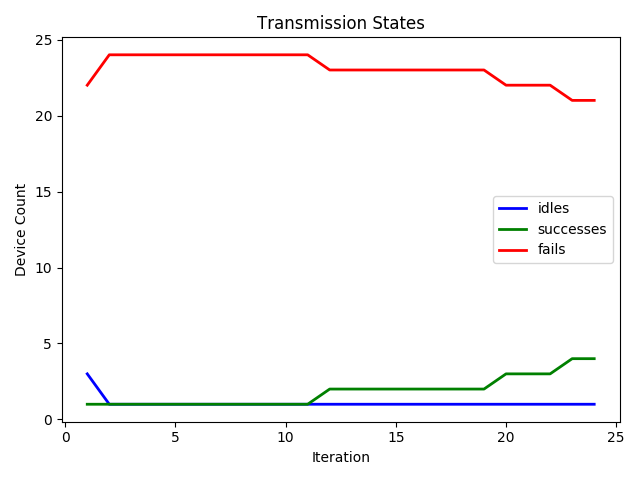 Transmission States
25
20
15
10
5
0
Device Count
idles
successes
fails
0 5 10 15 20 25
Iteration